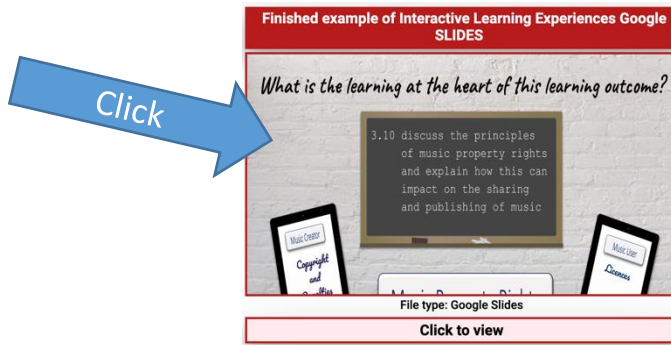 Finished example of Interactive Learning Experiences Google
SLIDES
What is the learning at the heart of this learning outcome?
Click
3.10 discuss the principles
of music property rights
and explain how this can
impact on the sharing
and publishing of music
Music Creator
Copyright
and
Music User
Licences
File type: Google Slides
Click to view